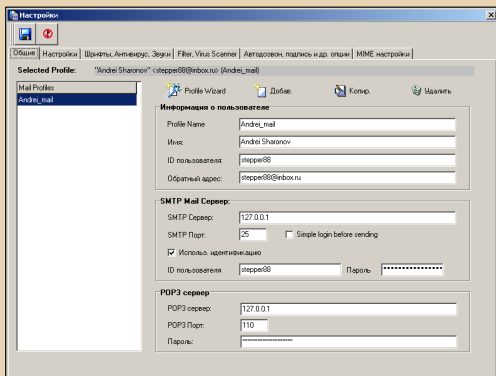 Настройки
Общие Настройки Шрифты, Антивирус, Звуки Filter, Virus Scanner Автодозвон, подпись и др. опции MIME настройки
Selected Profile: "Andrei Sharonov" <stepper88@inbox.ru> (Andrei_mail)
Mail Profiles
Andrei_mail
Profile Wizard Добав. Копир. Удалить
Информация о пользователе
Profile Name Andrei_mail
Имя: Andrei Sharonov
ID пользователя: stepper88
Обратный адрес: stepper88@inbox.ru
SMTP Mail Сервер:
SMTP Сервер: 127.0.0.1
SMTP Порт: 25 Simple login before sending
Использ. идентификацию
ID пользователя stepper88 Пароль
POP3 сервер
POP3 сервер: 127.0.0.1
POP3 Порт: 110
Пароль: